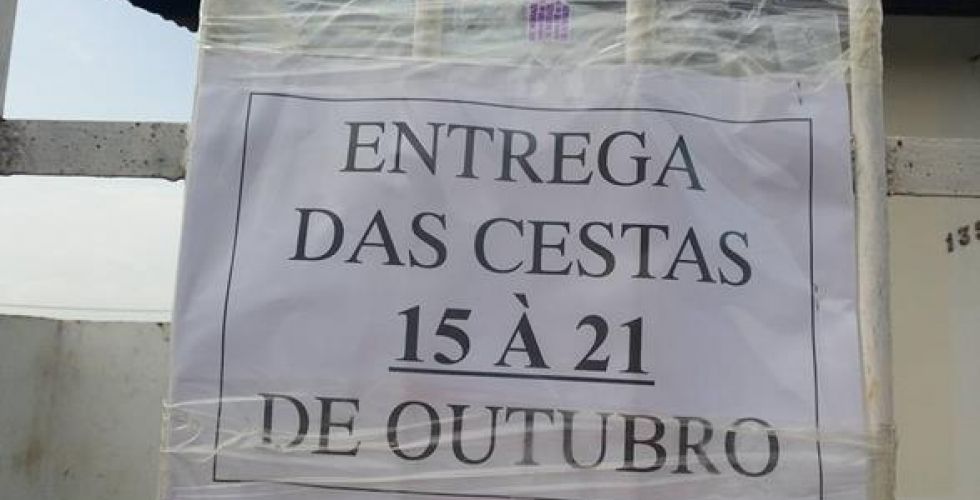 ENTREGA
DAS CESTAS
15 À 21
DE OUTUBRO